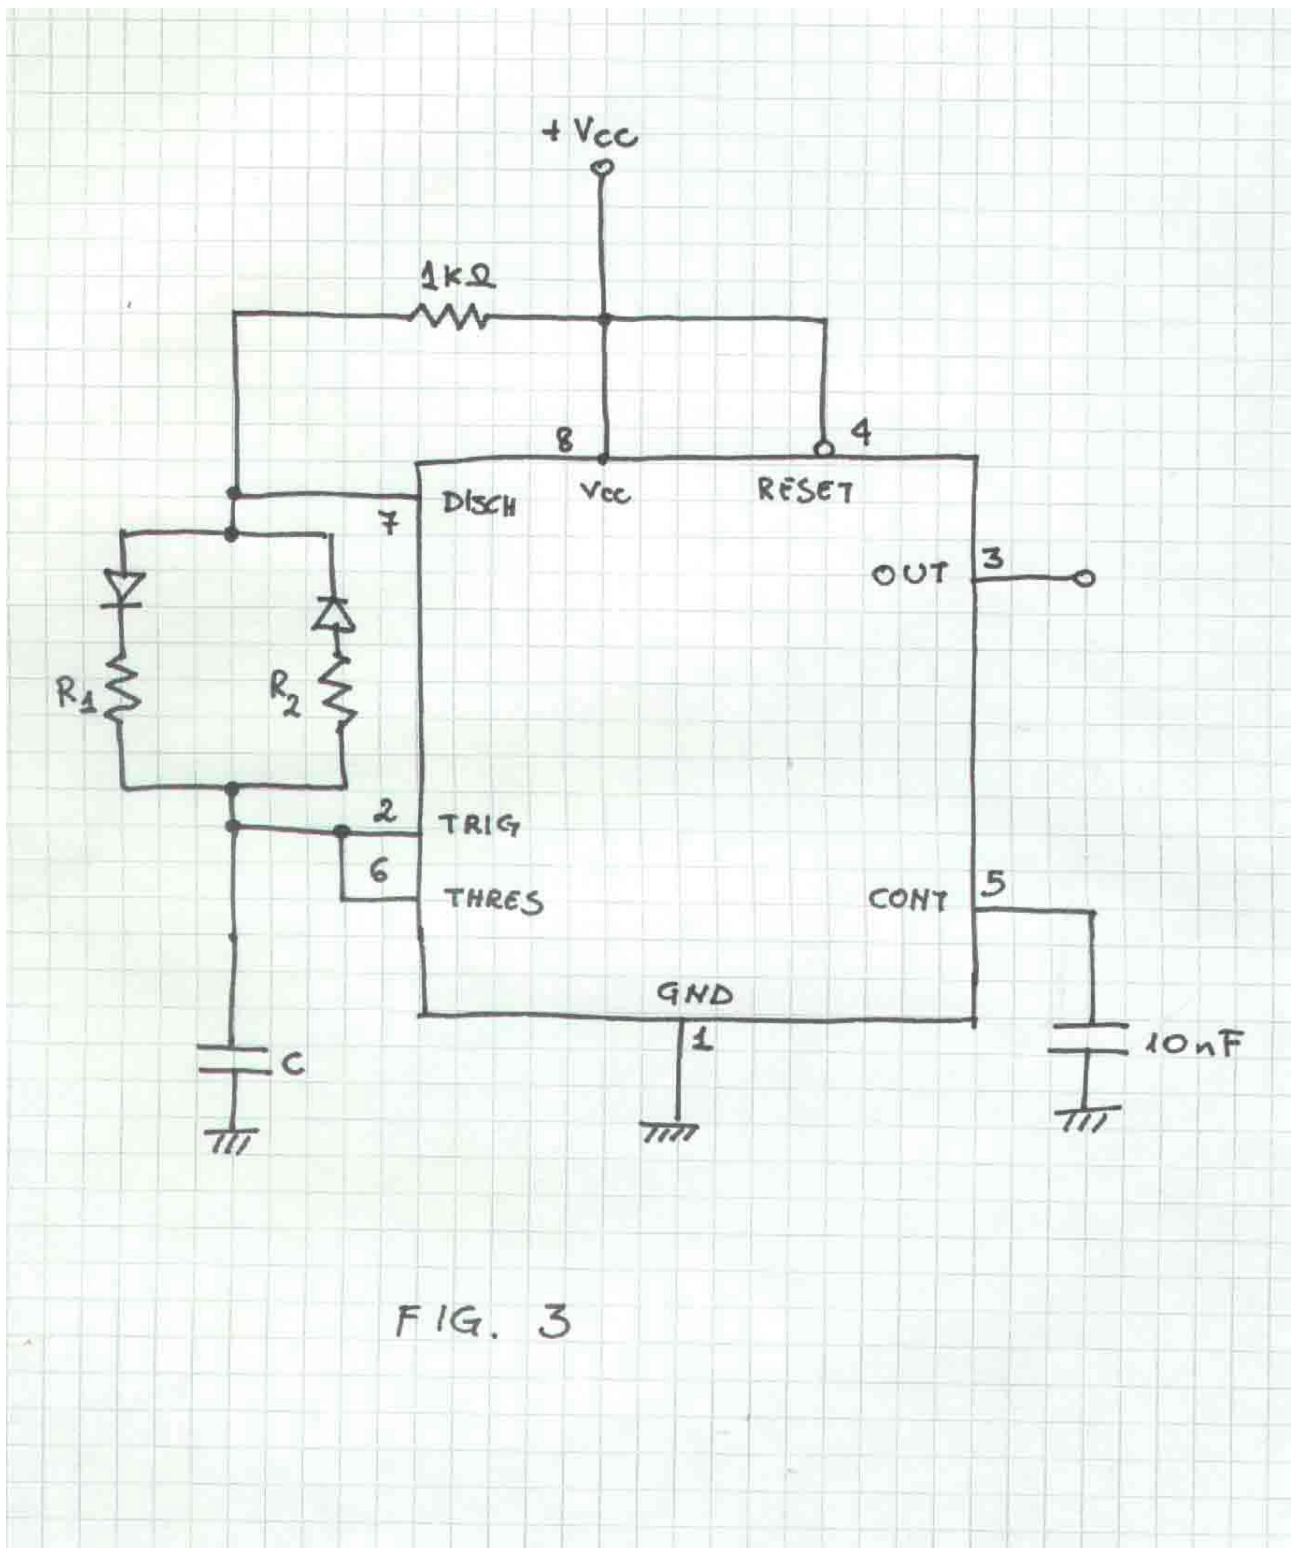 + Vcc
1KΩ
8
4
Vcc
RESET
DISCH
7
OUT
3
R1
R2
2
TRIG
6
THRES
CONT
5
GND
1
C
10nF
FIG. 3